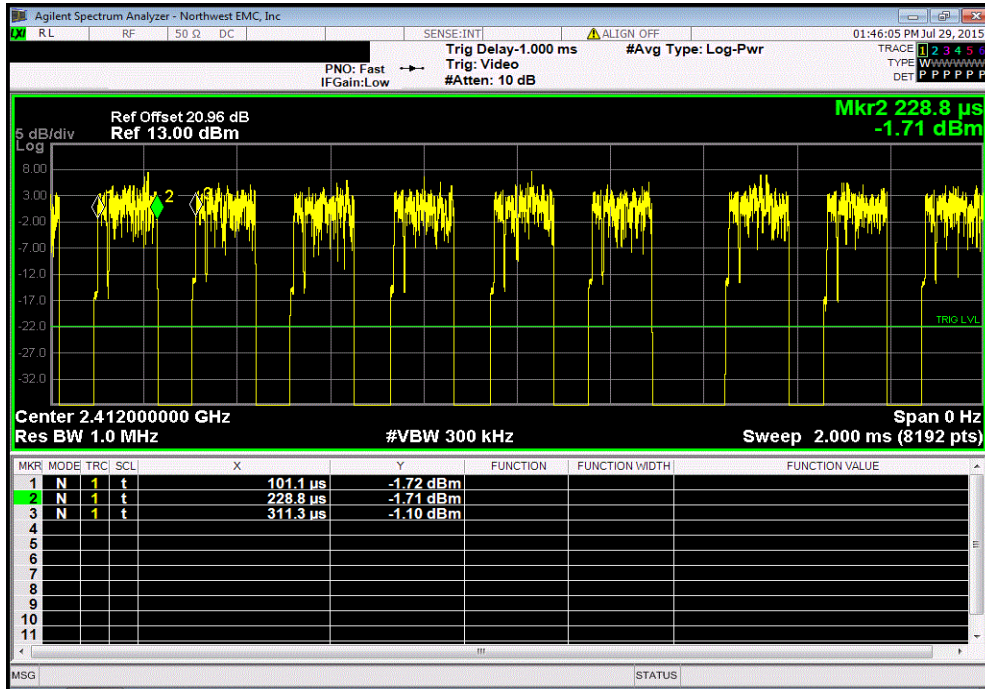 Agilent Spectrum Analyzer - Northwest EMC, Inc
LXI RL RF 50 Ω DC SENSE:INT ALIGN OFF 01:46:05 PM Jul 29, 2015
PNO: Fast
IFGain:Low
Trig Delay-1.000 ms
Trig: Video
#Atten: 10 dB
#Avg Type: Log-Pwr
TRACE 1 2 3 4 5 6
TYPE WWWWWW
DET P P P P P P
Mkr2 228.8 µs
-1.71 dBm
Ref Offset 20.96 dB
5 dB/div Ref 13.00 dBm
Log
8.00
3.00
-2.00
-7.00
-12.0
-17.0
-22.0
-27.0
-32.0
2
3
TRIG LVL
Center 2.412000000 GHz Span 0 Hz
Res BW 1.0 MHz #VBW 300 kHz Sweep 2.000 ms (8192 pts)
MKR MODE TRC SCL X Y FUNCTION FUNCTION WIDTH FUNCTION VALUE
1 N 1 t 101.1 µs -1.72 dBm
2 N 1 t 228.8 µs -1.71 dBm
3 N 1 t 311.3 µs -1.10 dBm
4
5
6
7
8
9
10
11
MSG STATUS